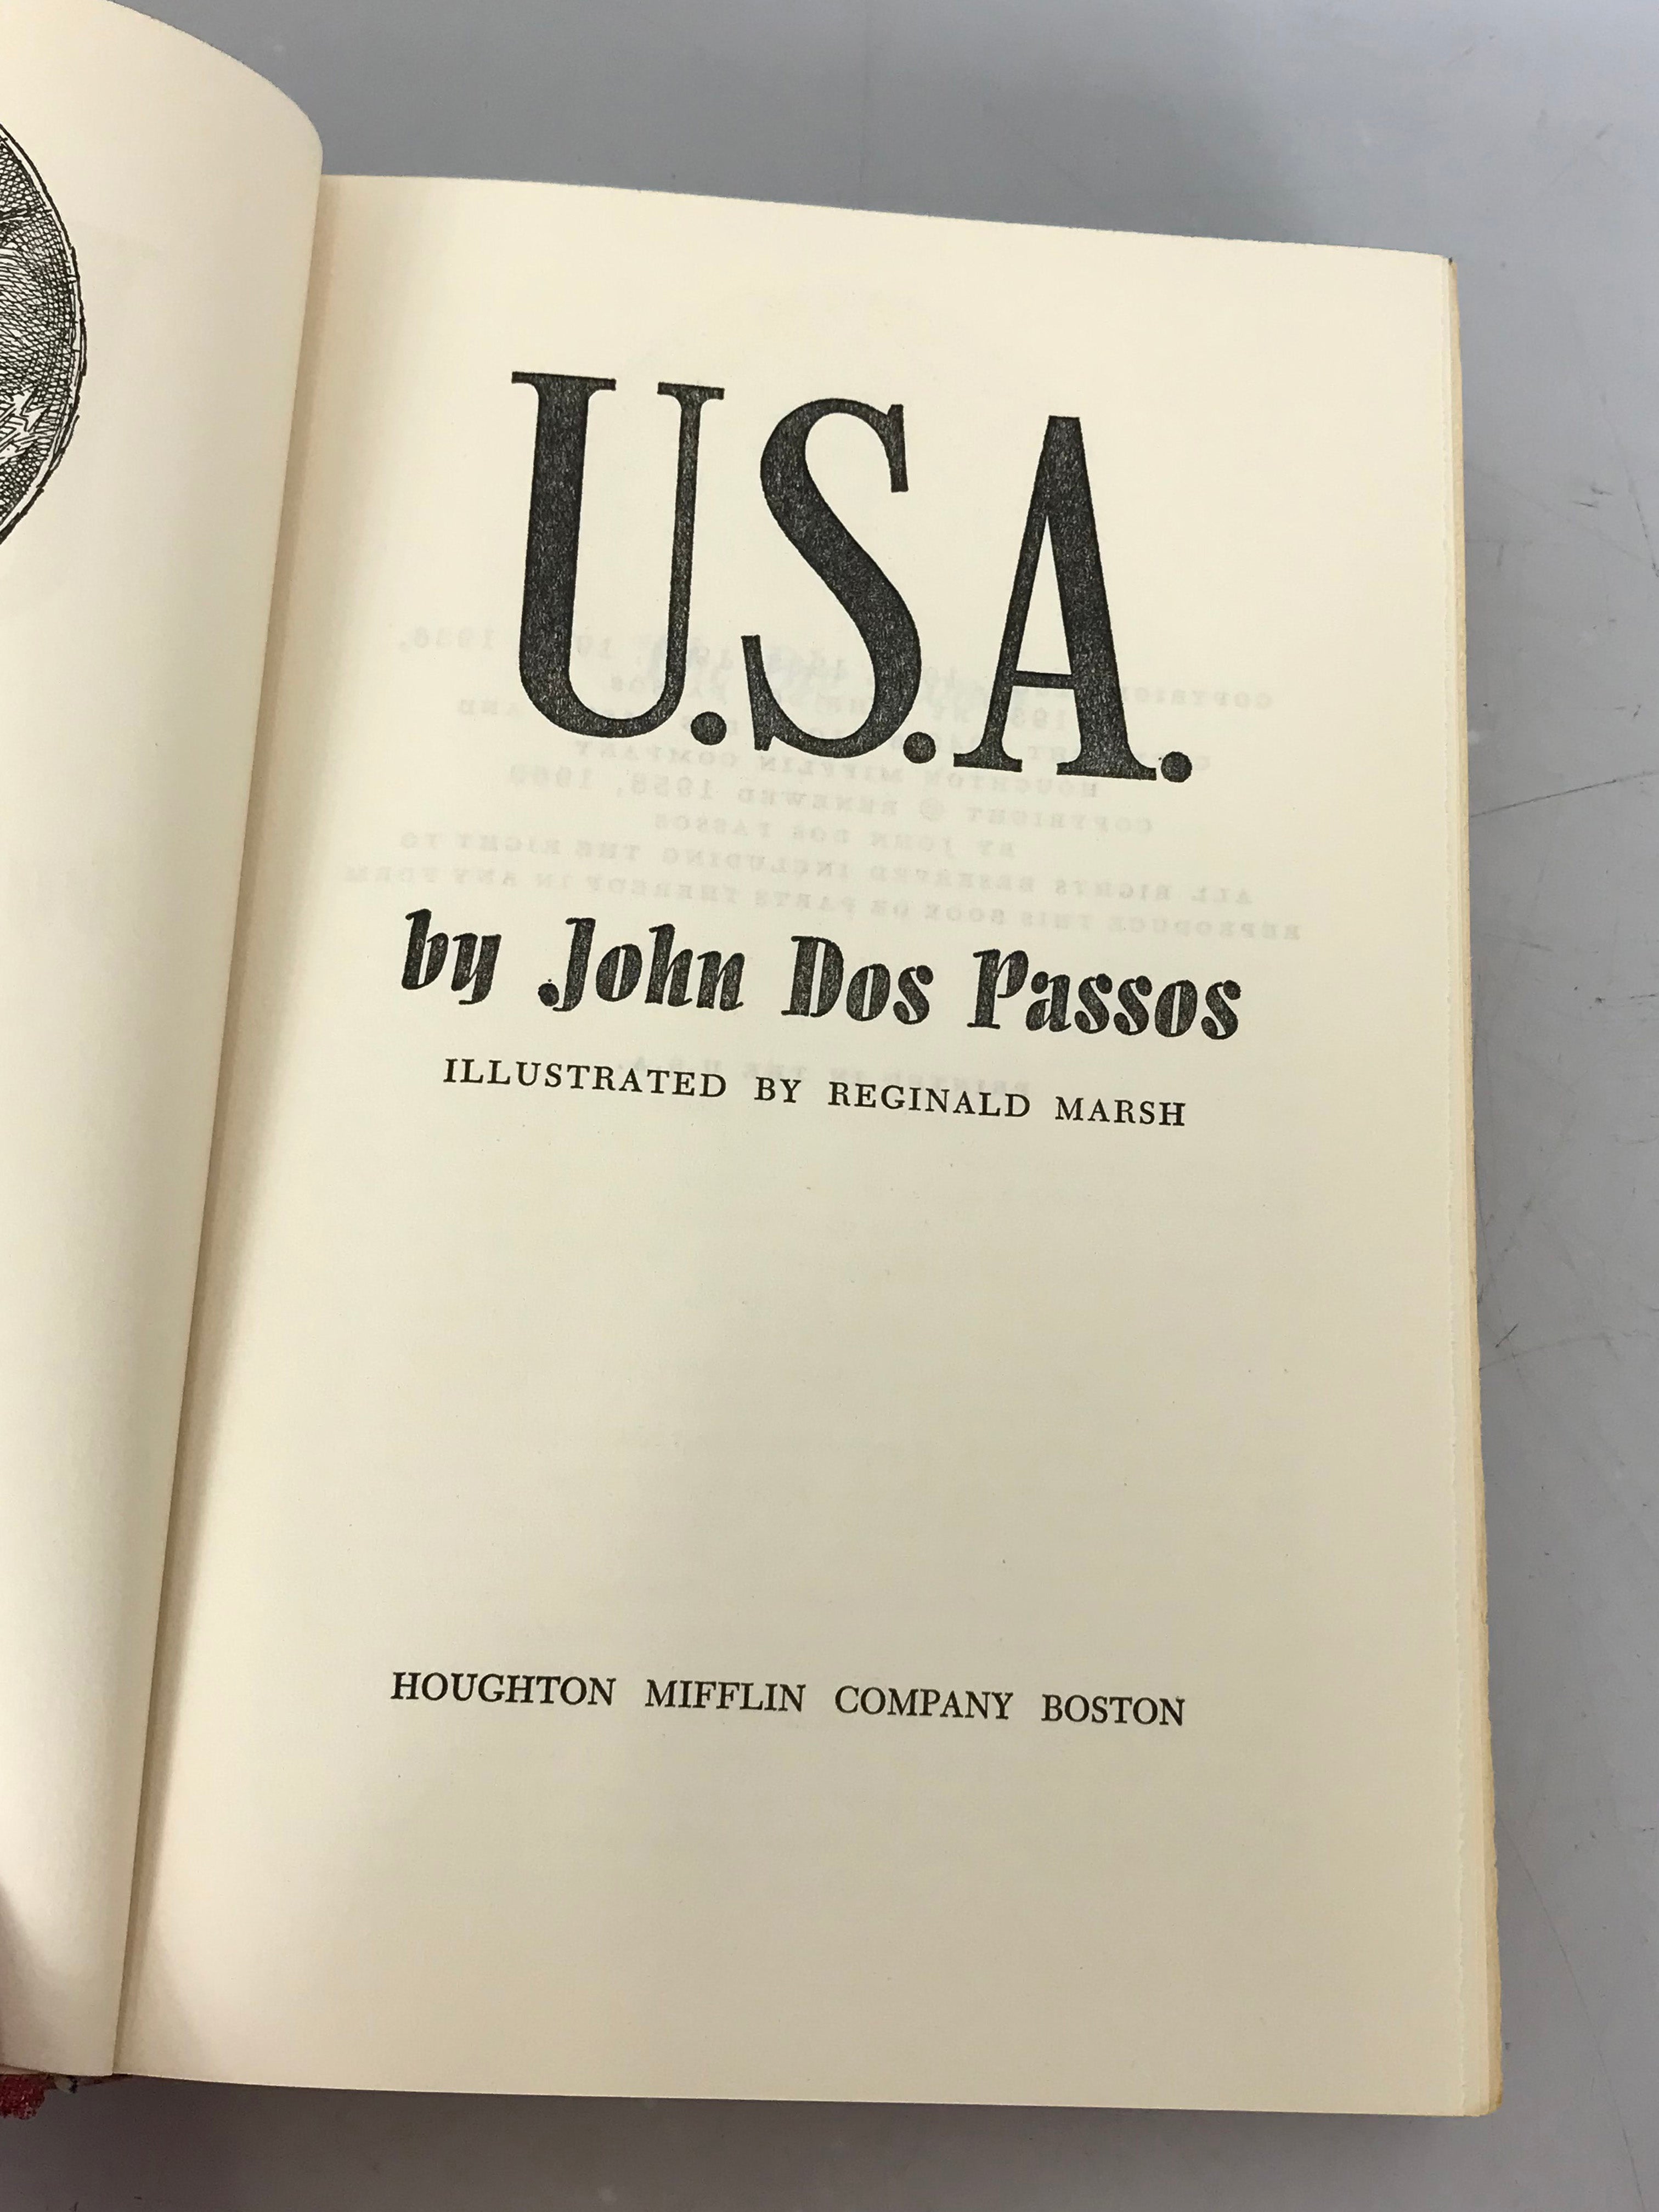 U.S.A.
by John Dos Passos
ILLUSTRATED BY REGINALD MARSH
HOUGHTON MIFFLIN COMPANY BOSTON